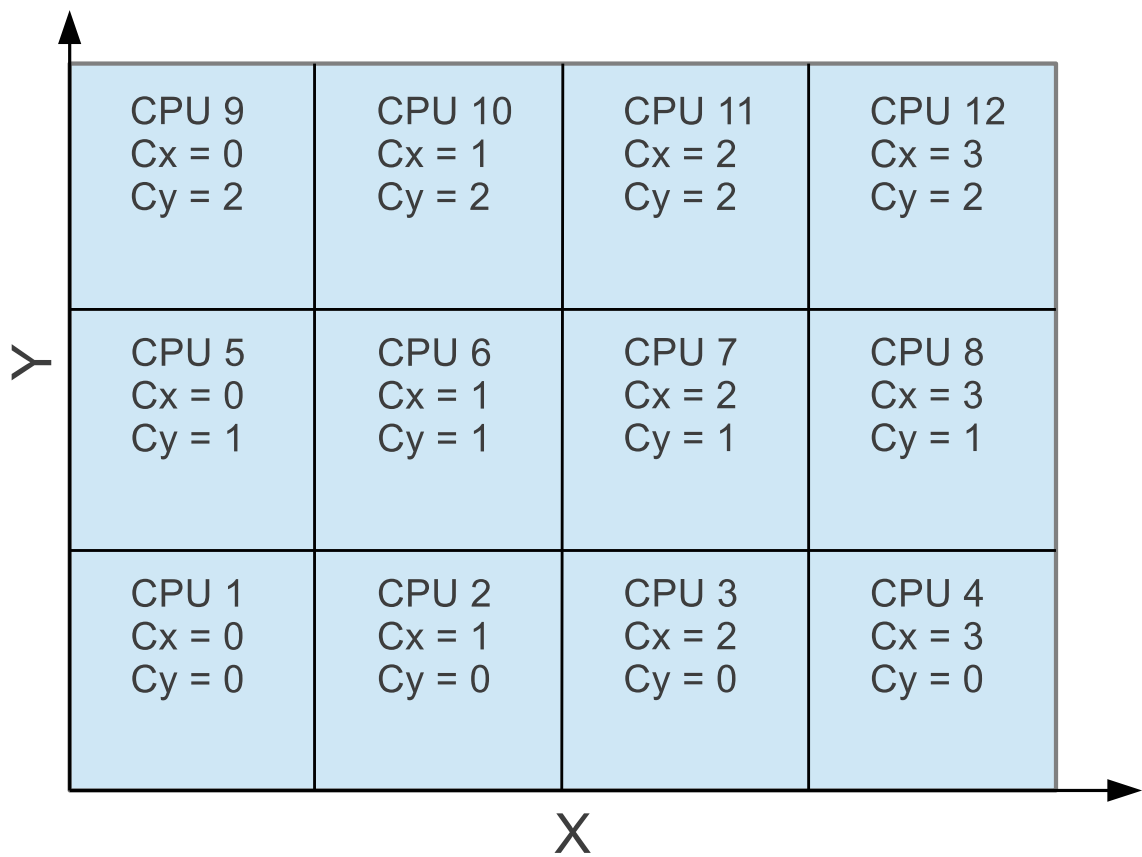 CPU 9
Cx = 0
Cy = 2
CPU 10
Cx = 1
Cy = 2
CPU 11
Cx = 2
Cy = 2
CPU 12
Cx = 3
Cy = 2
Y
CPU 5
Cx = 0
Cy = 1
CPU 6
Cx = 1
Cy = 1
CPU 7
Cx = 2
Cy = 1
CPU 8
Cx = 3
Cy = 1
CPU 1
Cx = 0
Cy = 0
CPU 2
Cx = 1
Cy = 0
CPU 3
Cx = 2
Cy = 0
CPU 4
Cx = 3
Cy = 0
X